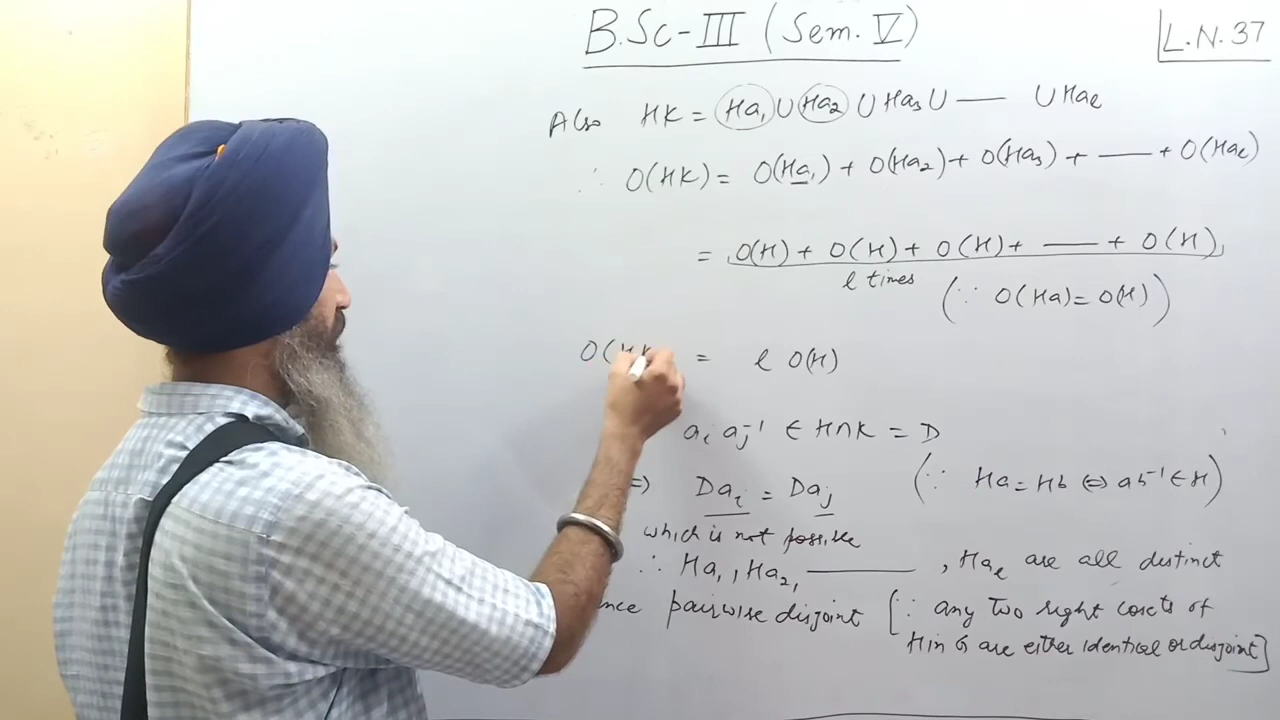 B.Sc-III (Sem. V)
L.N. 37
Also HK = Ha₁ ∪ Ha₂ ∪ Ha₃ ∪ — ∪ Haℓ
∴ O(HK) = O(Ha₁) + O(Ha₂) + O(Ha₃) + — + O(Haℓ)
= O(H) + O(H) + O(H) + — + O(H)
ℓ times (∵ O(Ha) = O(H))
O(HK = ℓ O(H)
aᵢ aⱼ⁻¹ ∈ H∩K = D
⇒ Daᵢ = Daⱼ (∵ Ha = Hb ⇔ ab⁻¹ ∈ H)
which is not possible
∴ Ha₁, Ha₂, —, Haℓ are all distinct
pairwise disjoint [∵ any two right cosets of
H in G are either identical or disjoint]